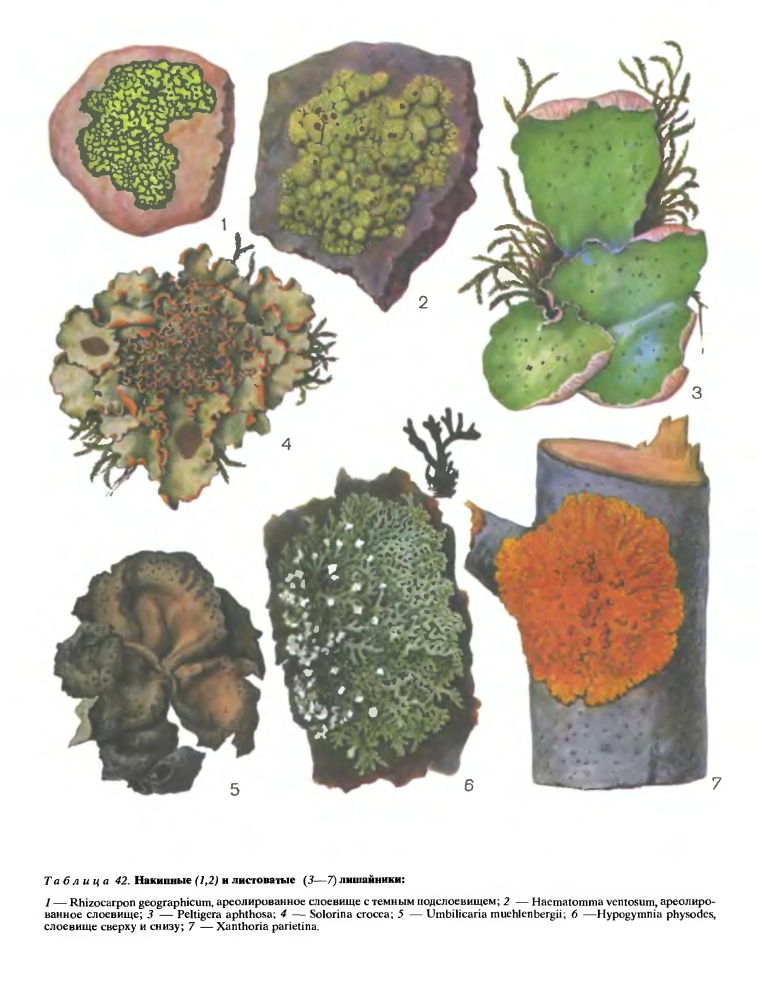 1
2
3
4
5
6
7
Таблица 42. Накипные (1,2) и листоватые (3—7) лишайники:
1 — Rhizocarpon geographicum, ареолированное слоевище с темным подслоевищем; 2 — Haematomma ventosum, ареолиро-
ванное слоевище; 3 — Peltigera aphthosa; 4 — Solorina crocea; 5 — Umbilicaria muehlenbergii; 6 —Hypogymnia physodes,
слоевище сверху и снизу; 7 — Xanthoria parietina.